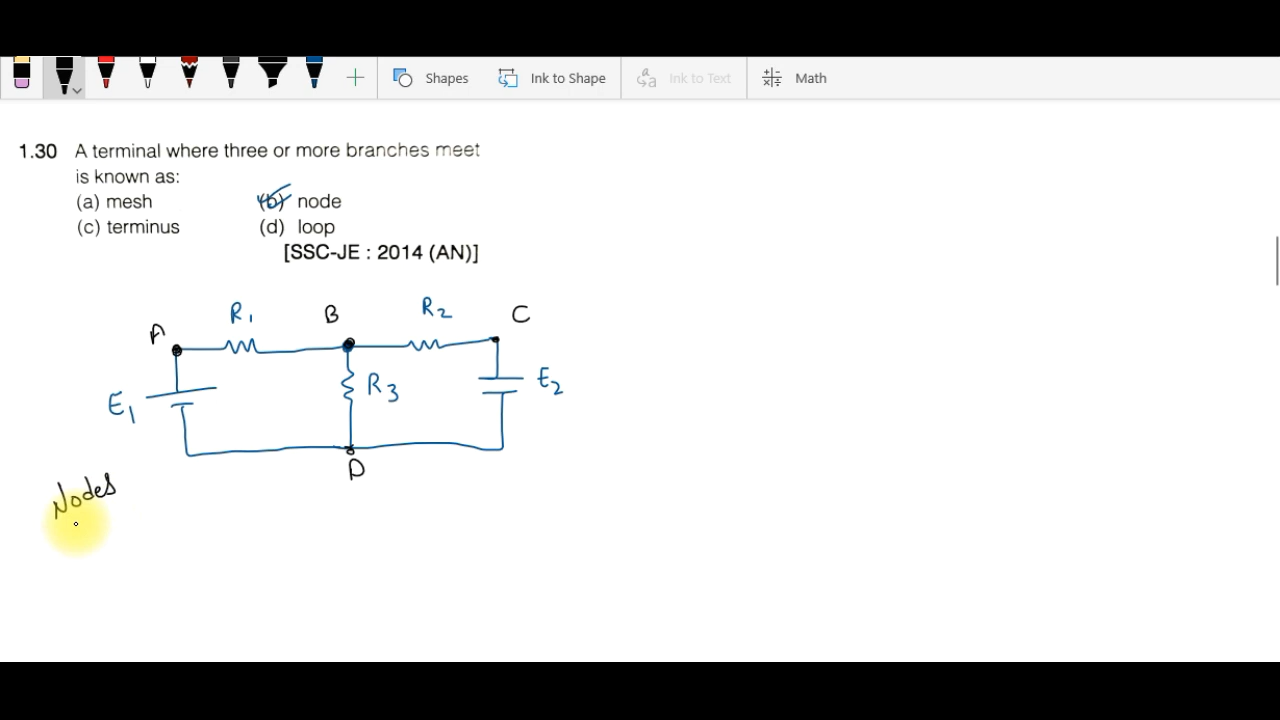 Shapes Ink to Shape Ink to Text Math
1.30 A terminal where three or more branches meet
is known as:
(a) mesh (b) node
(c) terminus (d) loop
[SSC-JE : 2014 (AN)]
A R1 B R2 C
E1 R3 E2
D
Nodes